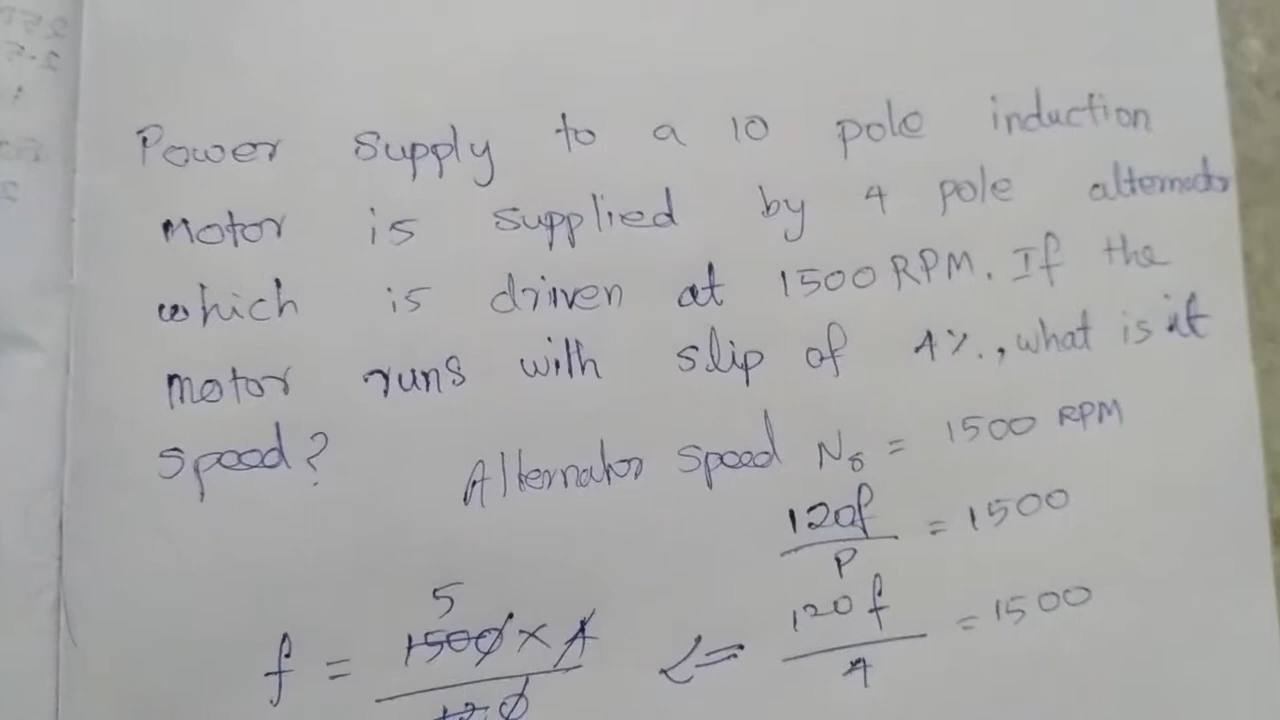 Power supply to a 10 pole induction
motor is supplied by 4 pole alternator
which is driven at 1500 RPM. If the
motor runs with slip of 4%., what is it
speed?
Alternator speed Ns = 1500 RPM
120f/P = 1500
120f/4 = 1500
5
f = 1500 × 4 / 120 <=